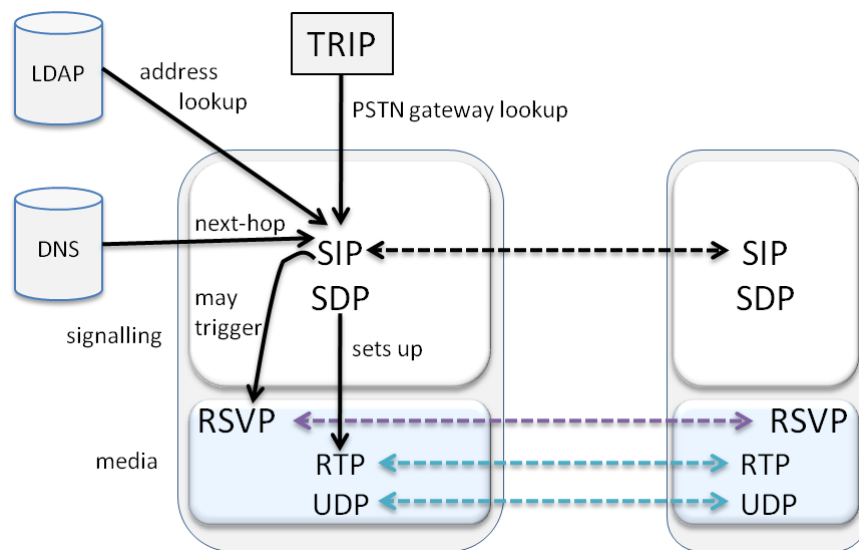 LDAP
address
lookup
TRIP
PSTN gateway lookup
DNS
next-hop
SIP
SIP
SDP
SDP
may
trigger
signalling
sets up
RSVP
RSVP
media
RTP
RTP
UDP
UDP